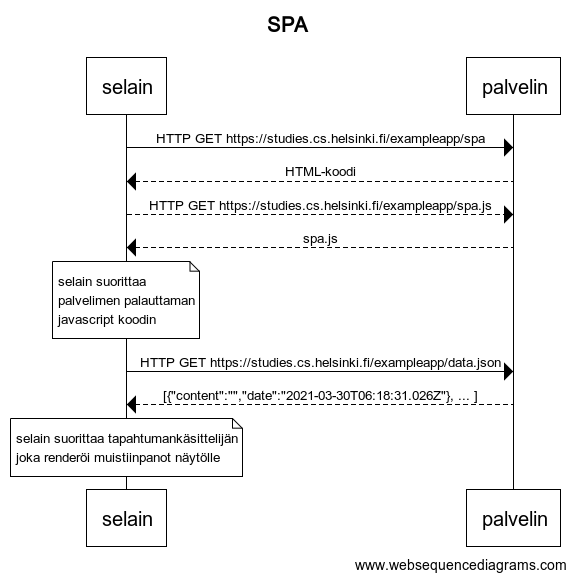 SPA
selain
palvelin
HTTP GET https://studies.cs.helsinki.fi/exampleapp/spa
HTML-koodi
HTTP GET https://studies.cs.helsinki.fi/exampleapp/spa.js
spa.js
selain suorittaa
palvelimen palauttaman
javascript koodin
HTTP GET https://studies.cs.helsinki.fi/exampleapp/data.json
[{"content":"","date":"2021-03-30T06:18:31.026Z"}, ... ]
selain suorittaa tapahtumankäsittelijän
joka renderöi muistiinpanot näytölle
selain
palvelin
www.websequencediagrams.com